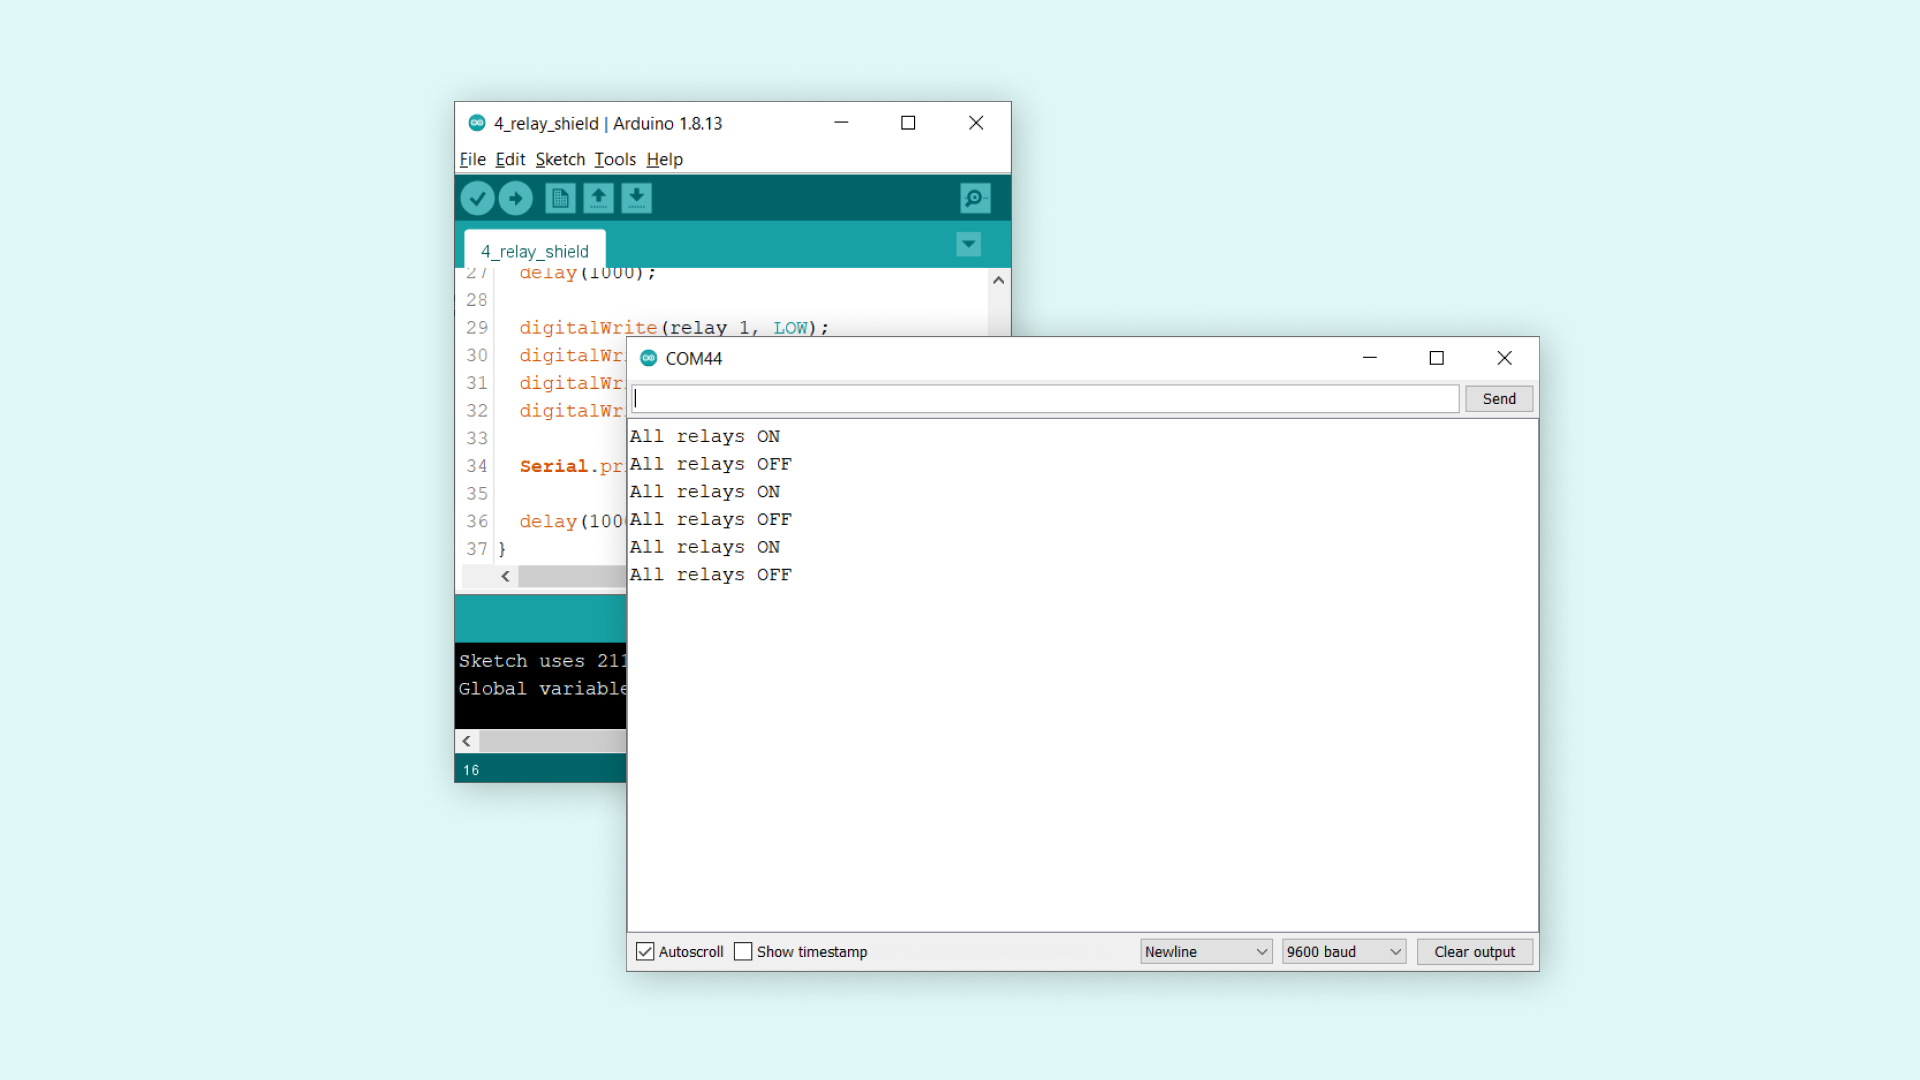 4_relay_shield | Arduino 1.8.13
File Edit Sketch Tools Help
4_relay_shield
27 delay(1000);
28
29 digitalWrite(relay_1, LOW);
30 digitalWr
31 digitalWr
32 digitalWr
33
34 Serial.pr
35
36 delay(100
37 }
Sketch uses 211
Global variable
16
COM44
Send
All relays ON
All relays OFF
All relays ON
All relays OFF
All relays ON
All relays OFF
Autoscroll Show timestamp Newline 9600 baud Clear output